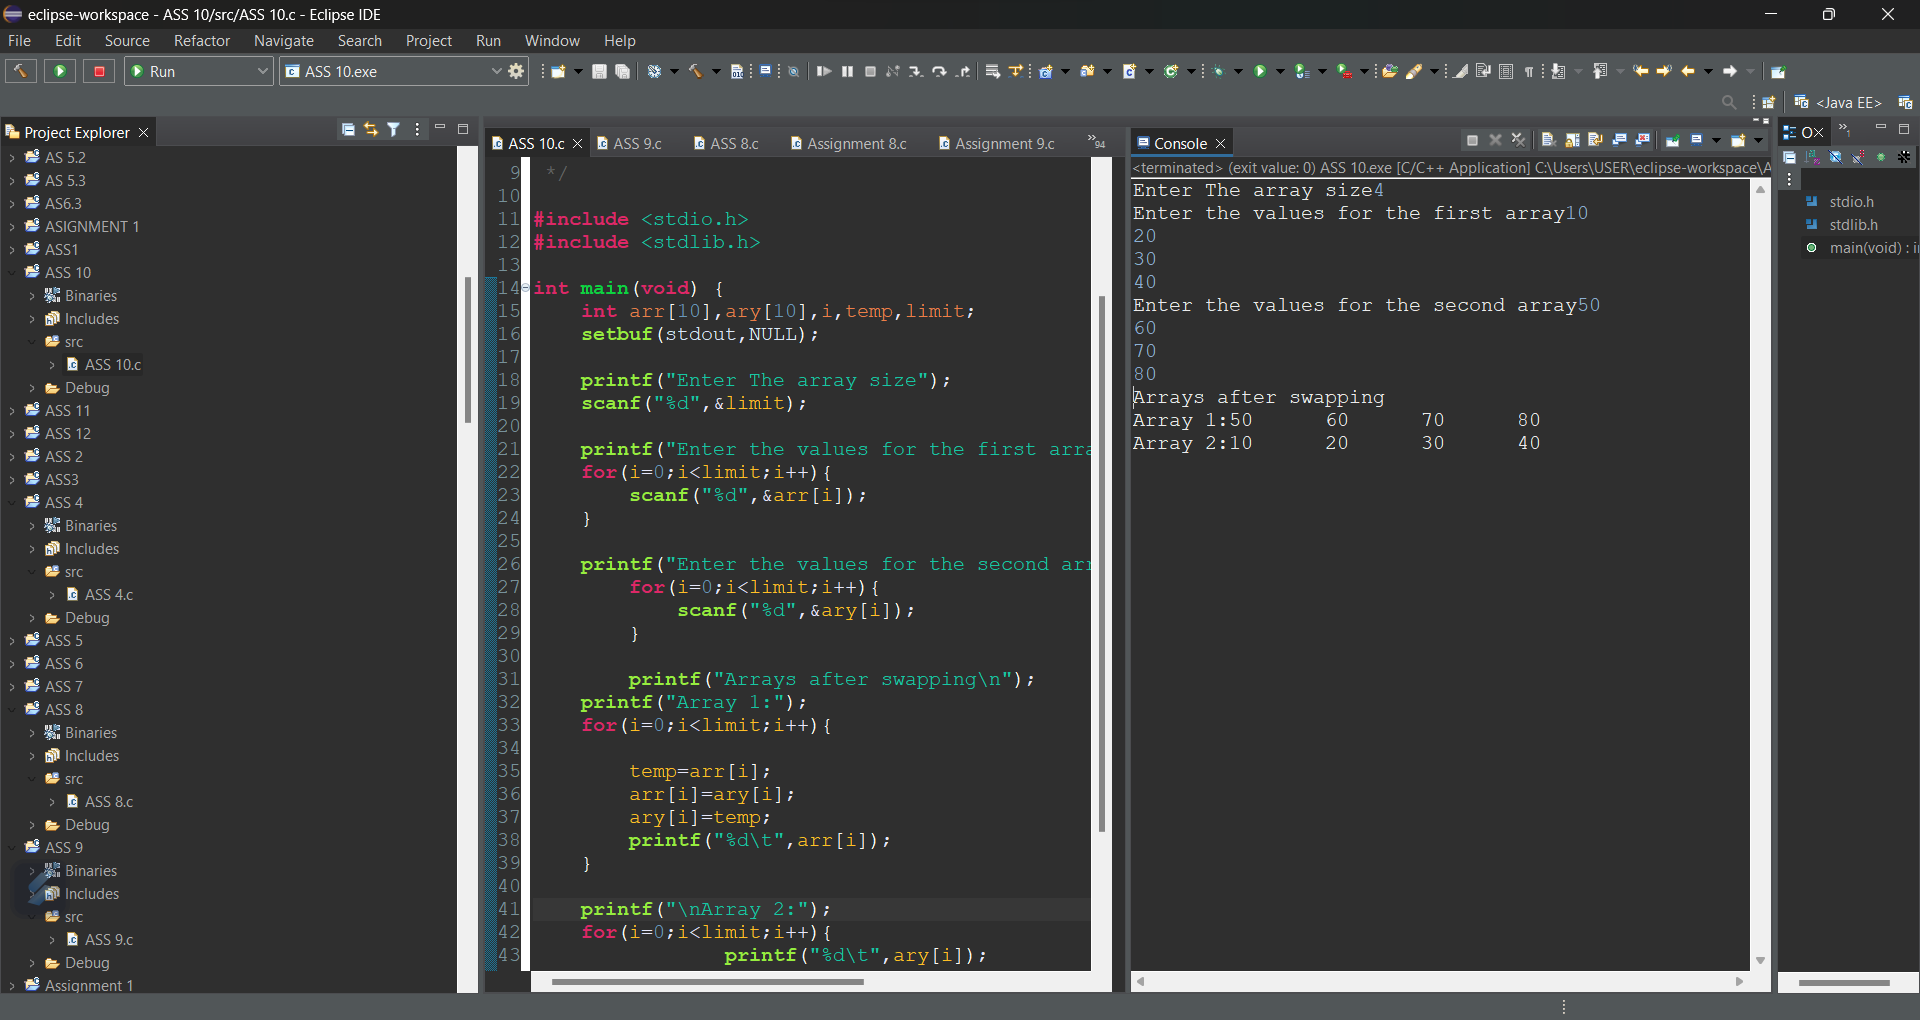 eclipse-workspace - ASS 10/src/ASS 10.c - Eclipse IDE
File Edit Source Refactor Navigate Search Project Run Window Help
Run
ASS 10.exe
<Java EE>
Project Explorer
AS 5.2
AS 5.3
AS6.3
ASIGNMENT 1
ASS1
ASS 10
Binaries
Includes
src
ASS 10.c
Debug
ASS 11
ASS 12
ASS 2
ASS3
ASS 4
Binaries
Includes
src
ASS 4.c
Debug
ASS 5
ASS 6
ASS 7
ASS 8
Binaries
Includes
src
ASS 8.c
Debug
ASS 9
Binaries
Includes
src
ASS 9.c
Debug
Assignment 1
ASS 10.c ASS 9.c ASS 8.c Assignment 8.c Assignment 9.c »94
9 */
10
11 #include <stdio.h>
12 #include <stdlib.h>
13
14 int main(void) {
15 int arr[10],ary[10],i,temp,limit;
16 setbuf(stdout,NULL);
17
18 printf("Enter The array size");
19 scanf("%d",&limit);
20
21 printf("Enter the values for the first arra
22 for(i=0;i<limit;i++){
23 scanf("%d",&arr[i]);
24 }
25
26 printf("Enter the values for the second arr
27 for(i=0;i<limit;i++){
28 scanf("%d",&ary[i]);
29 }
30
31 printf("Arrays after swapping\n");
32 printf("Array 1:");
33 for(i=0;i<limit;i++){
34
35 temp=arr[i];
36 arr[i]=ary[i];
37 ary[i]=temp;
38 printf("%d\t",arr[i]);
39 }
40
41 printf("\nArray 2:");
42 for(i=0;i<limit;i++){
43 printf("%d\t",ary[i]);
Console
<terminated> (exit value: 0) ASS 10.exe [C/C++ Application] C:\Users\USER\eclipse-workspace\A
Enter The array size4
Enter the values for the first array10
20
30
40
Enter the values for the second array50
60
70
80
Arrays after swapping
Array 1:50 60 70 80
Array 2:10 20 30 40
O »1
stdio.h
stdlib.h
main(void) : i